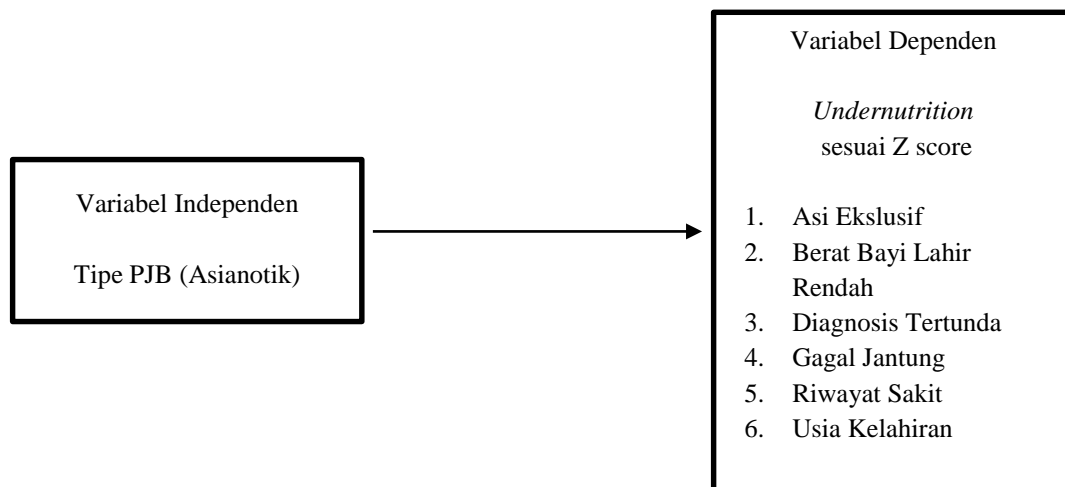 Variabel Independen
Tipe PJB (Asianotik)
Variabel Dependen
Undernutrition
sesuai Z score
1. Asi Ekslusif
2. Berat Bayi Lahir
Rendah
3. Diagnosis Tertunda
4. Gagal Jantung
5. Riwayat Sakit
6. Usia Kelahiran